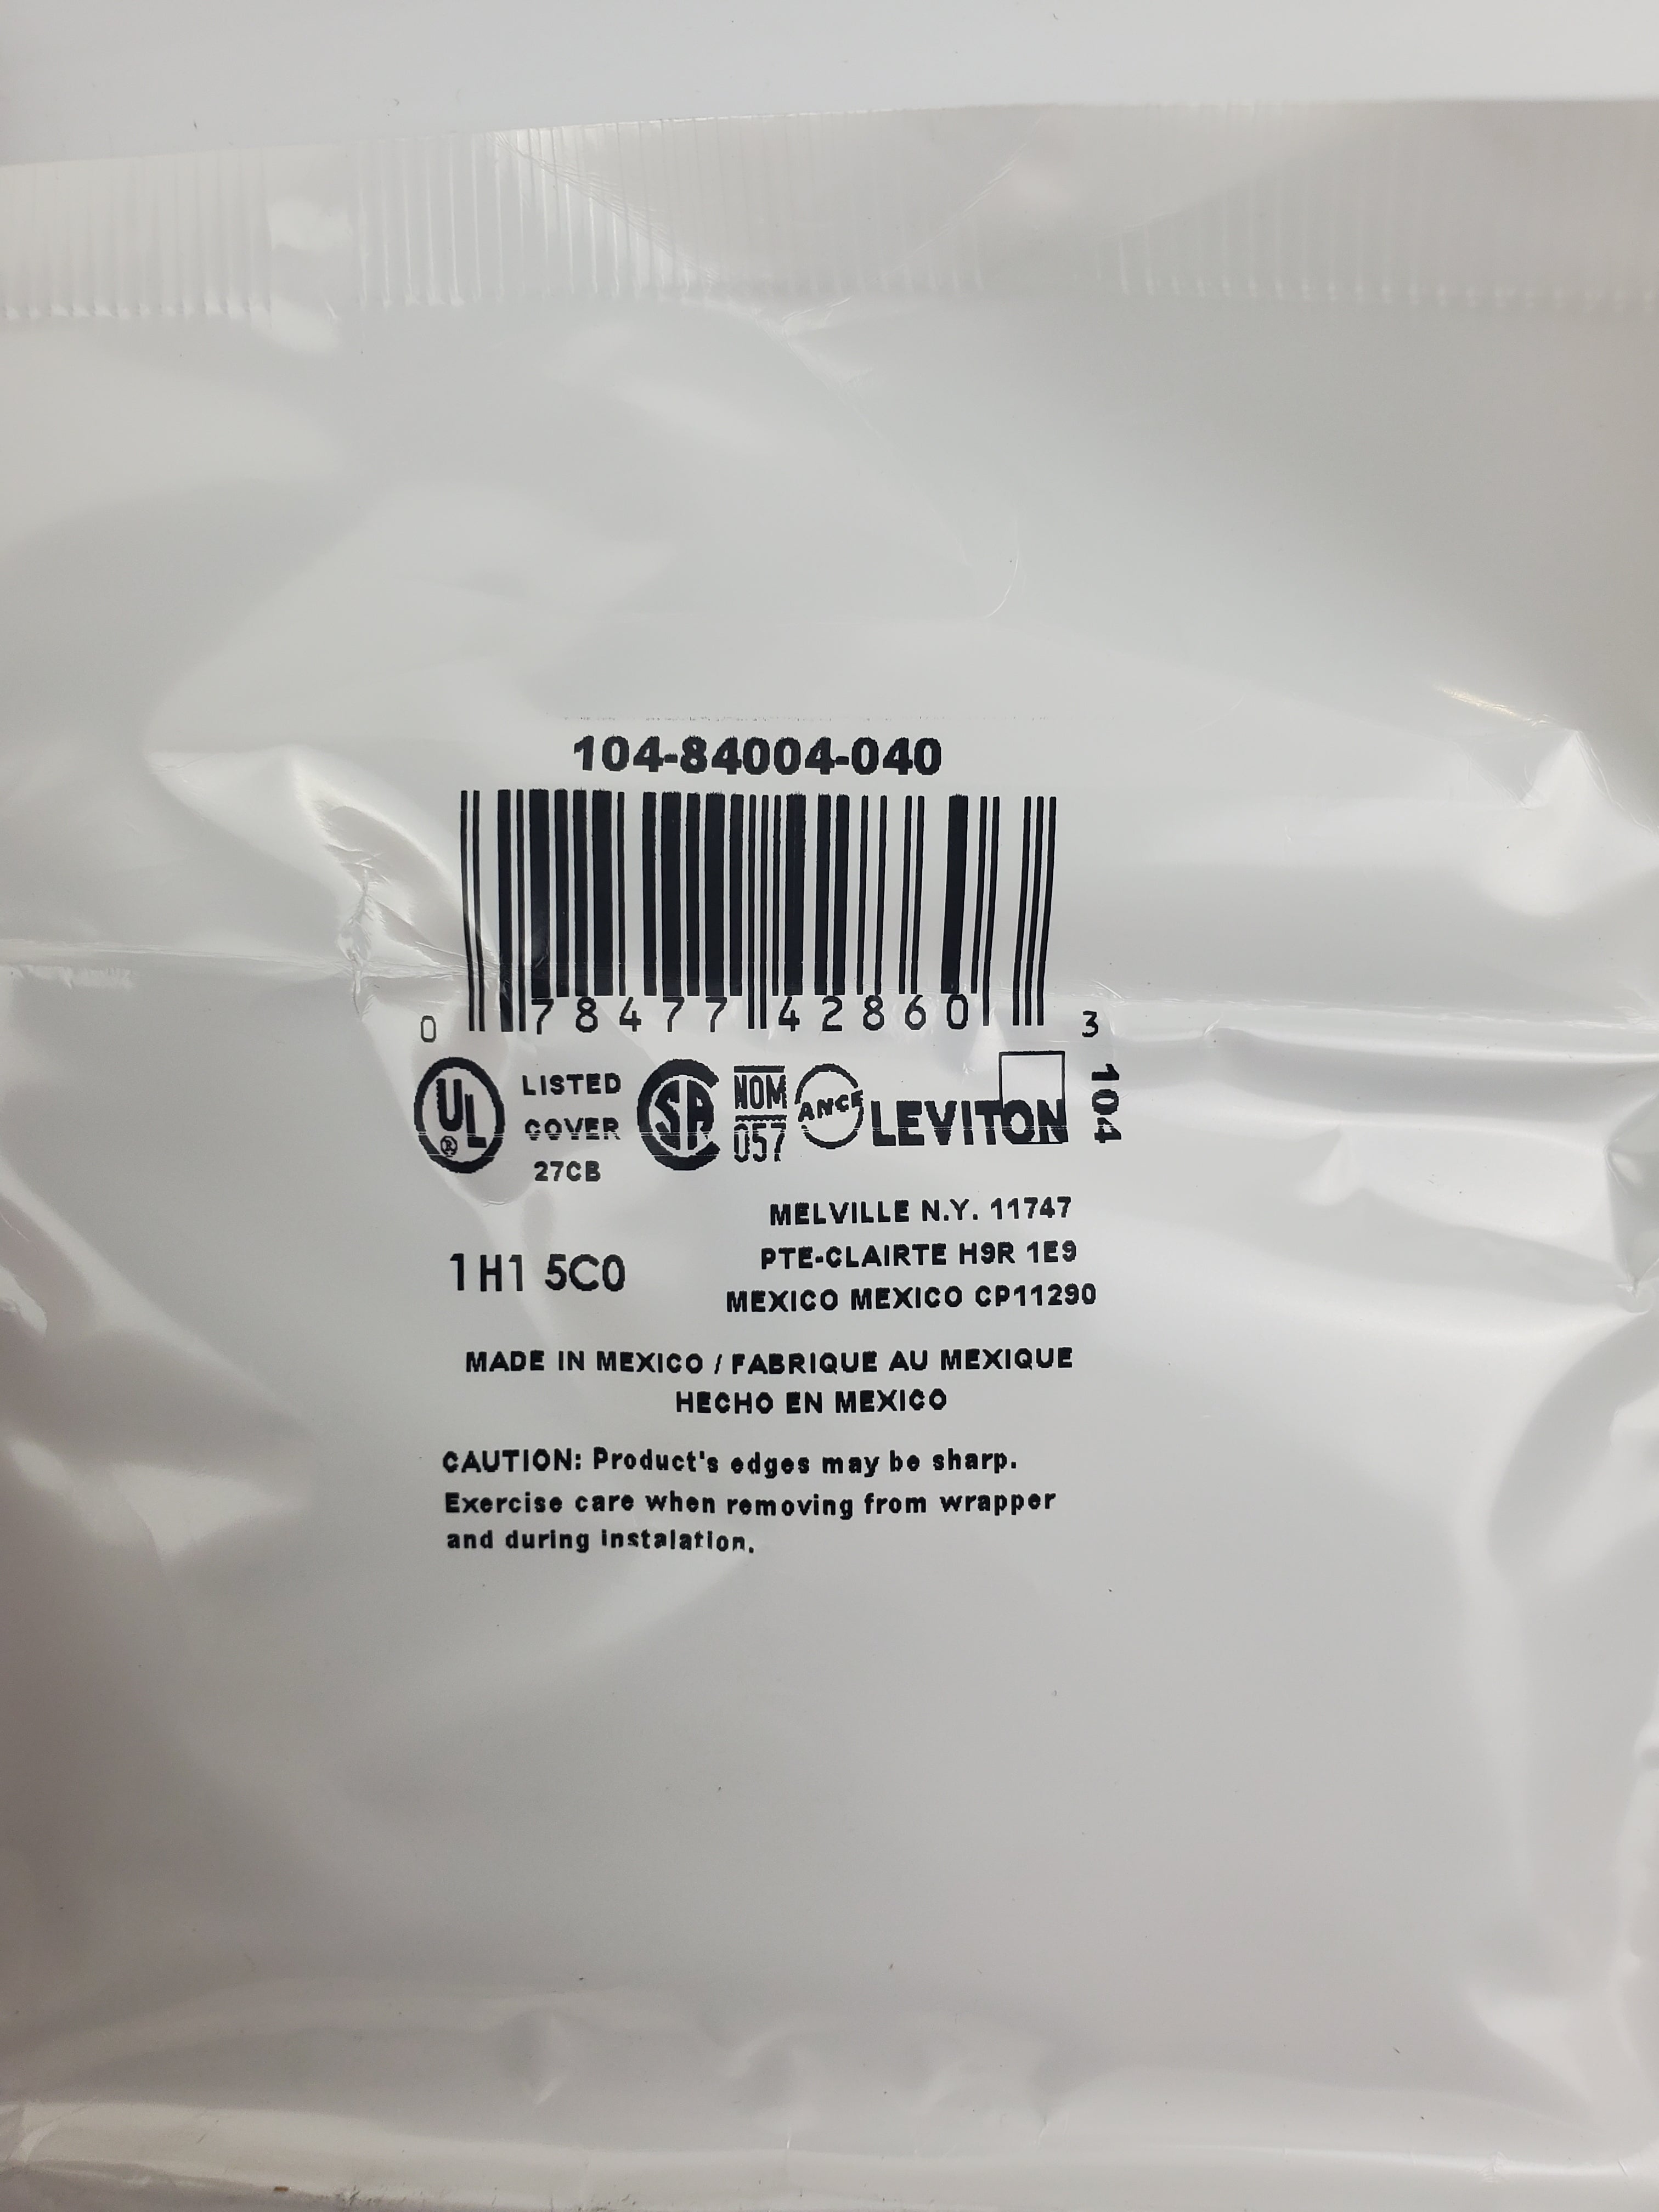 104-84004-040
0 78477 42860 3
UL ® LISTED COVER 27CB
SA NOM 057 ANCE LEVITON 104
MELVILLE N.Y. 11747
PTE-CLAIRTE H9R 1E9
1H1 5C0
MEXICO MEXICO CP11290
MADE IN MEXICO / FABRIQUE AU MEXIQUE
HECHO EN MEXICO
CAUTION: Product's edges may be sharp.
Exercise care when removing from wrapper
and during instalation.